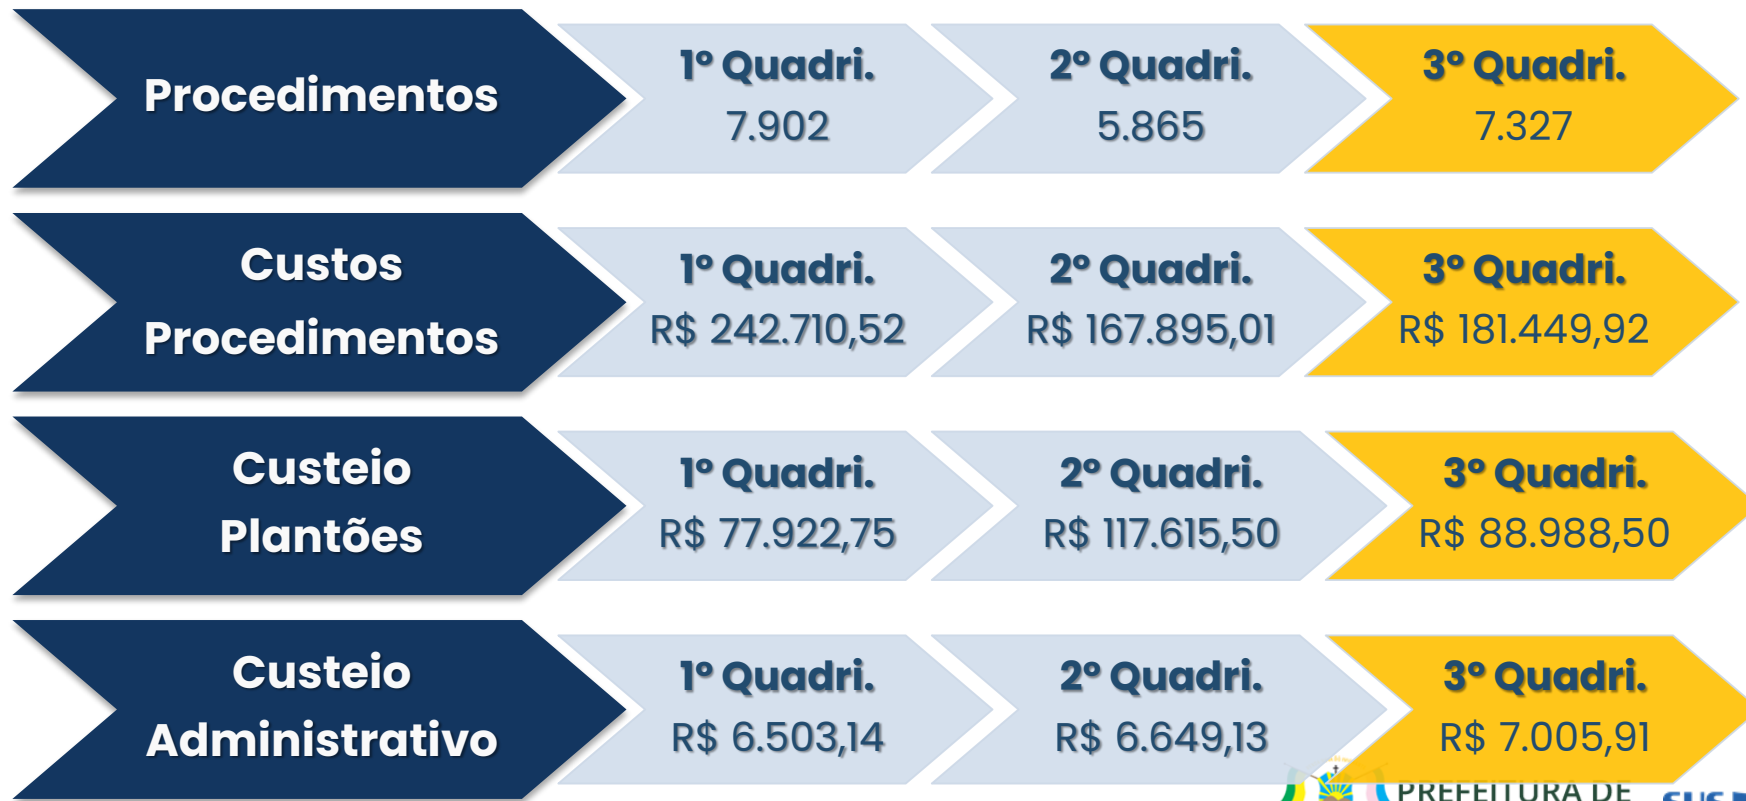 Procedimentos
1º Quadri.
7.902
2º Quadri.
5.865
3º Quadri.
7.327
Custos
Procedimentos
1º Quadri.
R$ 242.710,52
2º Quadri.
R$ 167.895,01
3º Quadri.
R$ 181.449,92
Custeio
Plantões
1º Quadri.
R$ 77.922,75
2º Quadri.
R$ 117.615,50
3º Quadri.
R$ 88.988,50
Custeio
Administrativo
1º Quadri.
R$ 6.503,14
2º Quadri.
R$ 6.649,13
3º Quadri.
R$ 7.005,91
PREFEITURA DE
SUS